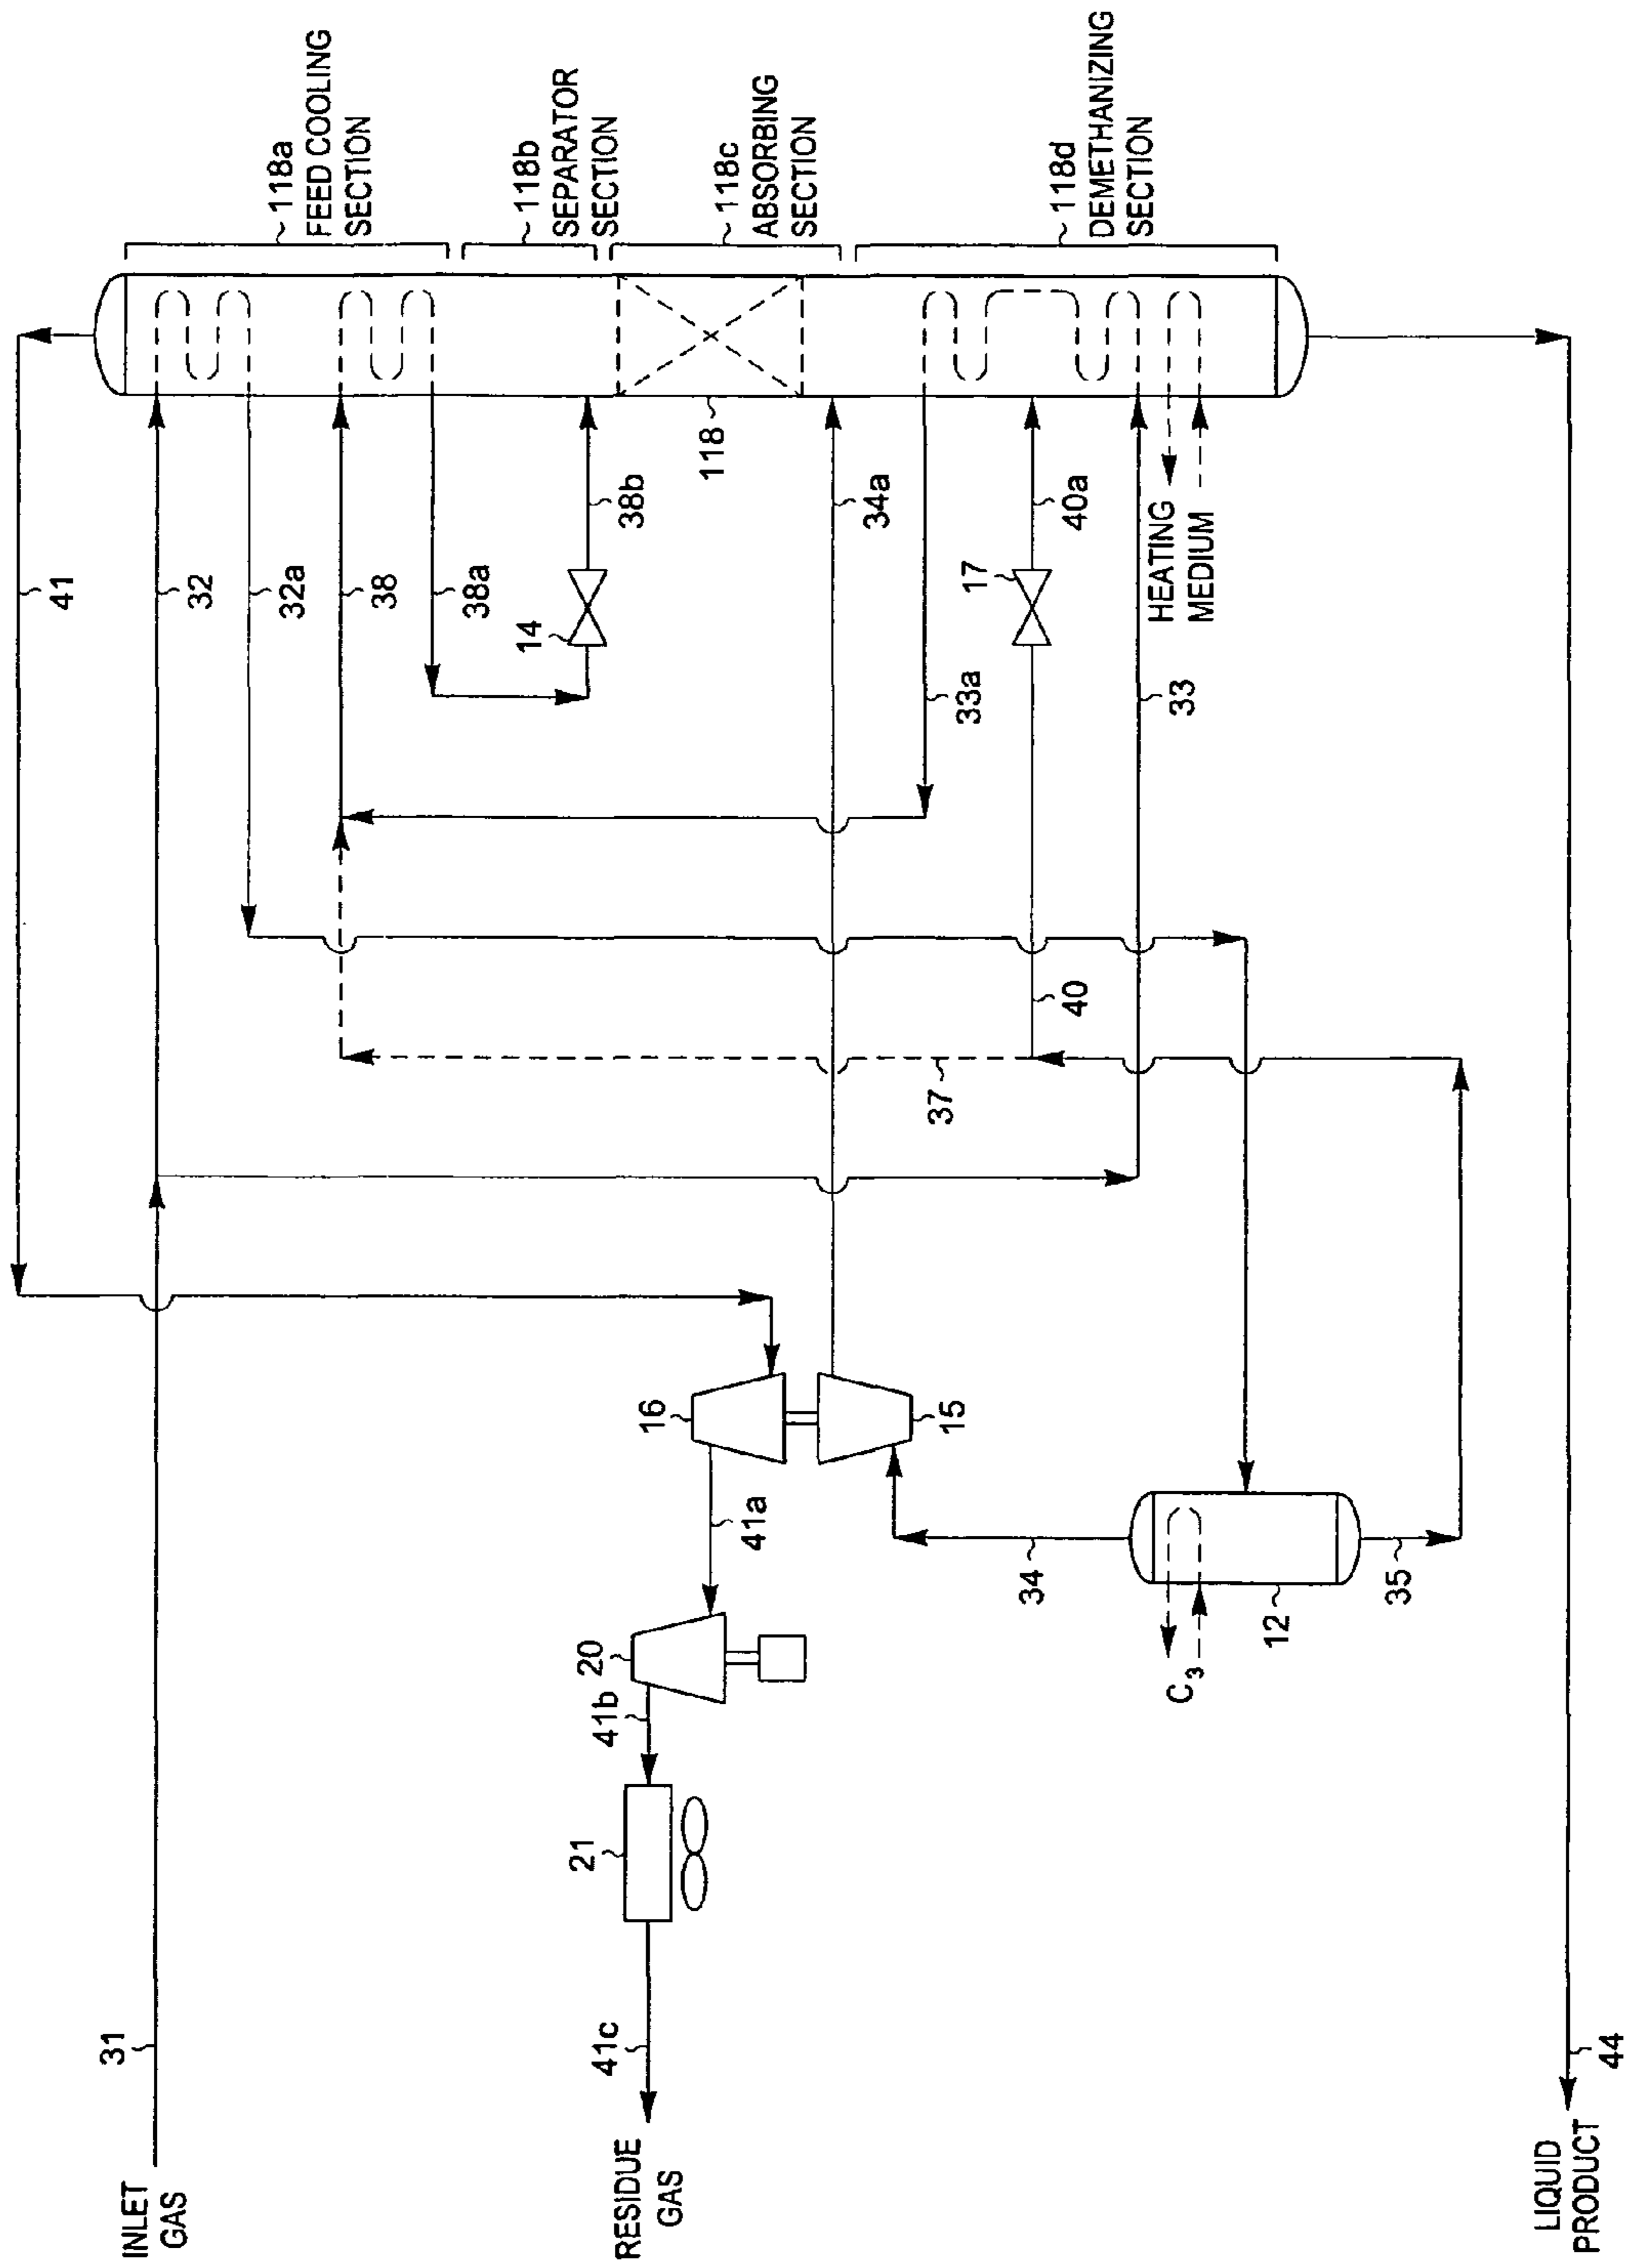 118a
FEED COOLING
SECTION
118b
SEPARATOR
SECTION
118c
ABSORBING
SECTION
118d
DEMETHANIZING
SECTION
41
32
32a
38
38a
14
38b
118
34a
33a
17
40a
HEATING
MEDIUM
33
40
37
16
15
41a
20
41b
21
34
12
35
C3
31
41c
44
INLET
GAS
RESIDUE
GAS
LIQUID
PRODUCT